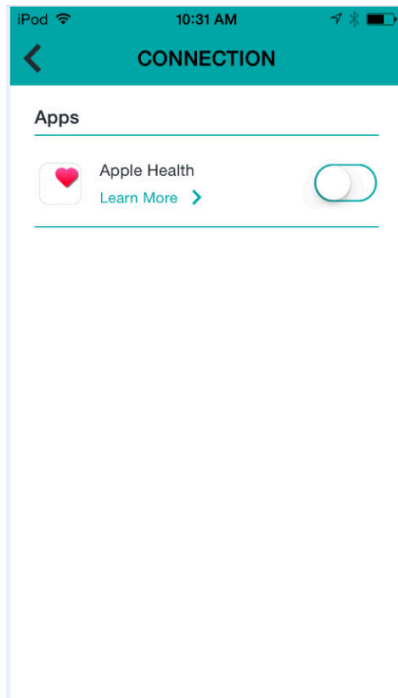 iPod 10:31 AM
CONNECTION
Apps
Apple Health
Learn More